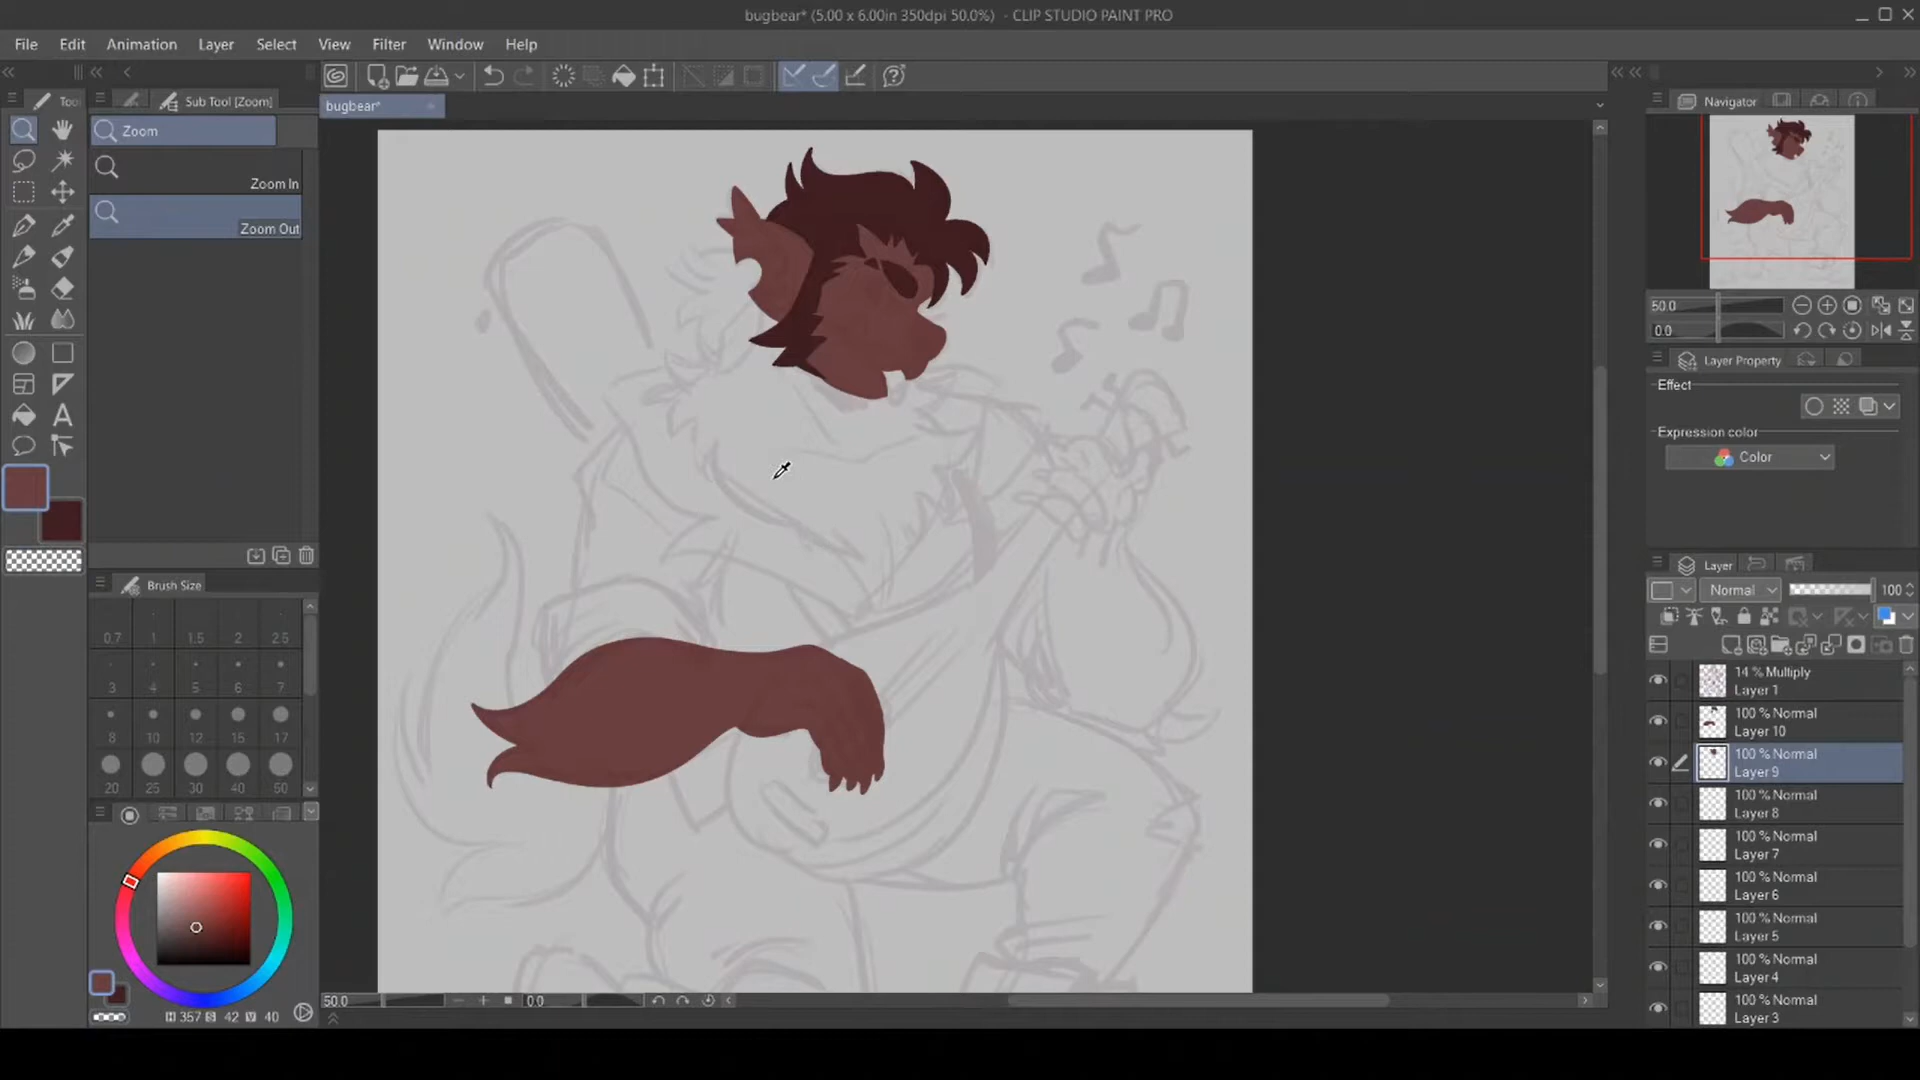 bugbear* (5.00 x 6.00in 350dpi 50.0%) - CLIP STUDIO PAINT PRO
File Edit Animation Layer Select View Filter Window Help
Too Sub Tool [Zoom]
bugbear*
Navigator
Zoom
Zoom In
Zoom Out
50.0
0.0
Layer Property
Effect
Expression color
Color
Layer
Normal 100
Brush Size
0.7 1 1.5 2 2.5
3 4 5 6 7
8 10 12 15 17
20 25 30 40 50
14 % Multiply
Layer 1
100 % Normal
Layer 10
100 % Normal
Layer 9
100 % Normal
Layer 8
100 % Normal
Layer 7
100 % Normal
Layer 6
100 % Normal
Layer 5
100 % Normal
Layer 4
100 % Normal
Layer 3
50.0 0.0
H 357 S 42 V 40